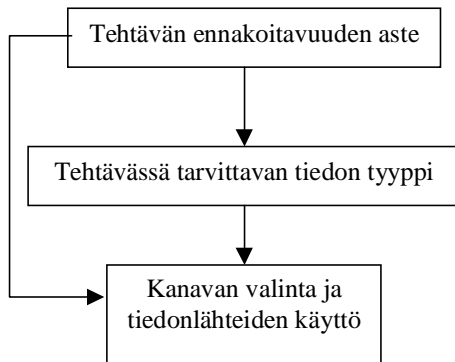 Tehtävän ennakoitavuuden aste
Tehtävässä tarvittavan tiedon tyyppi
Kanavan valinta ja
tiedonlähteiden käyttö